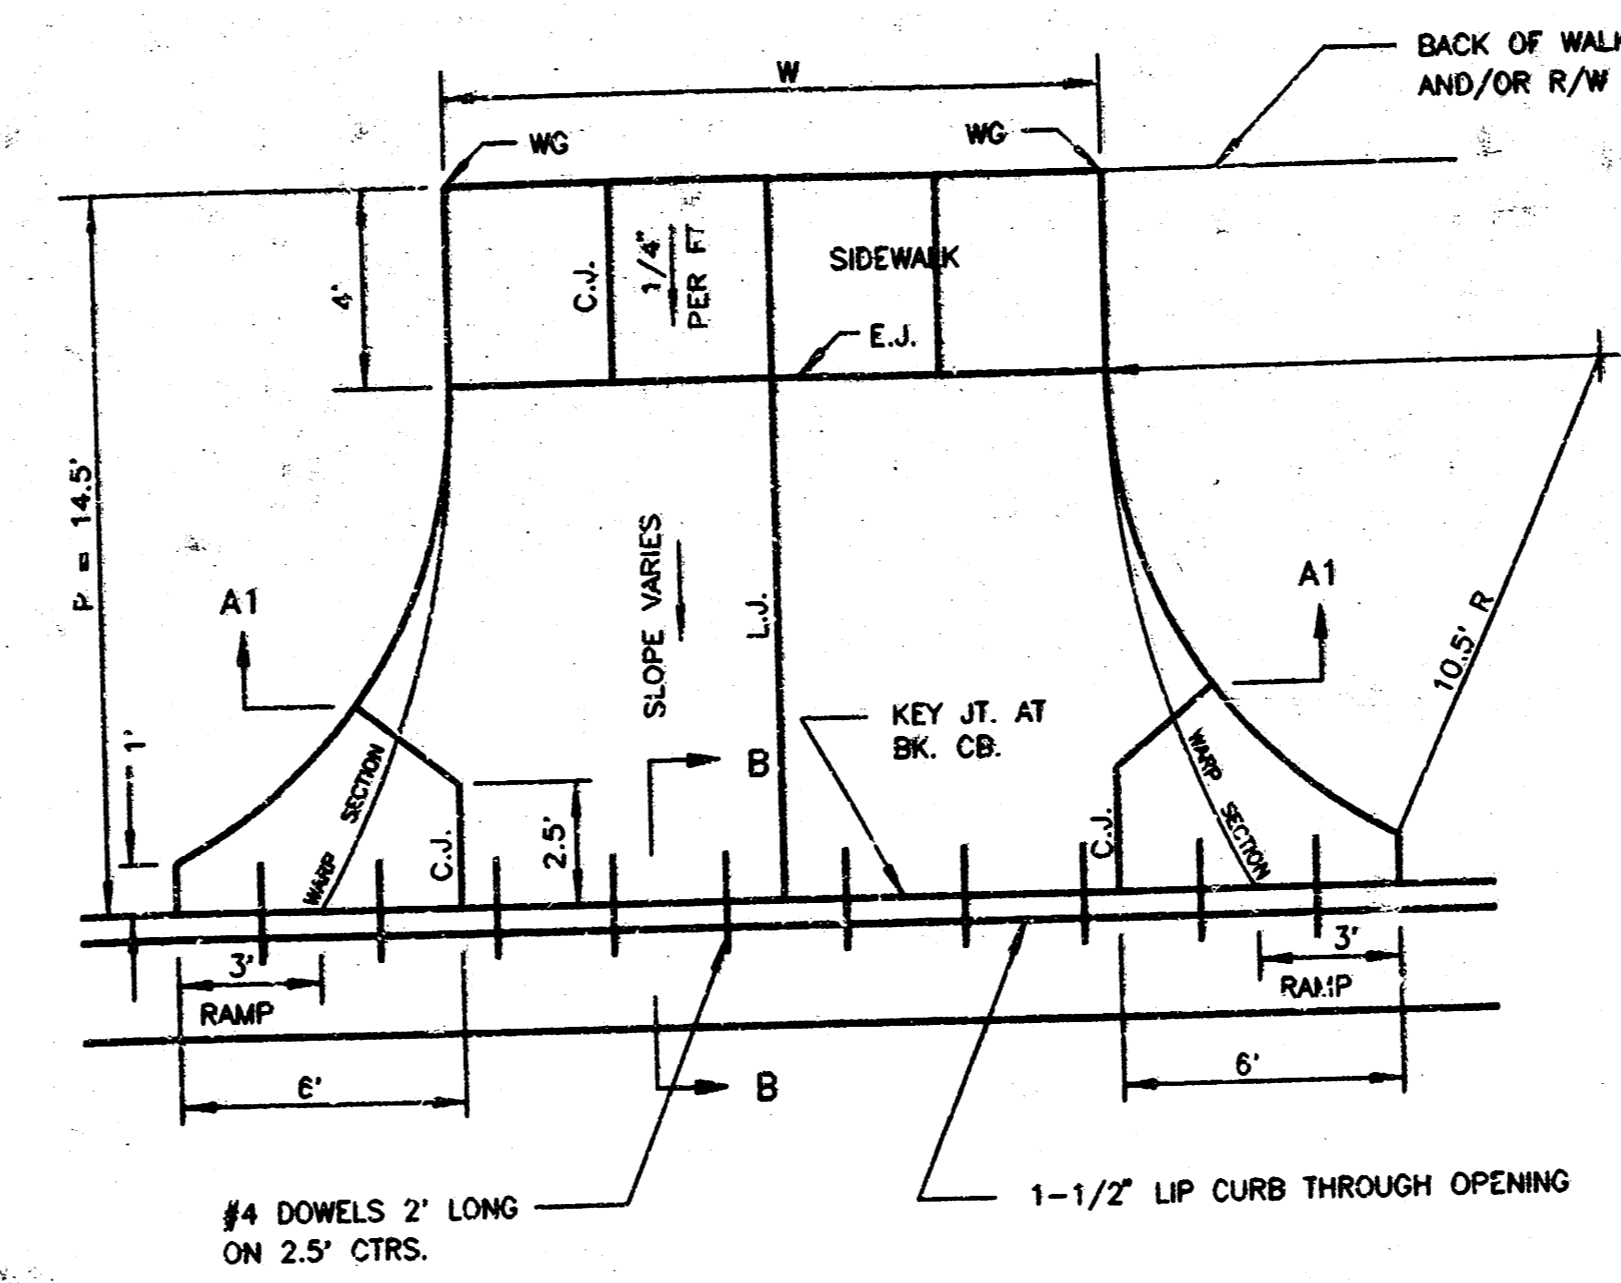 BACK OF WALK
AND/OR R/W
W
WG
WG
4'
C.J.
1/4"
PER FT
SIDEWALK
E.J.
P = 14.5'
A1
A1
SLOPE VARIES
L.J.
10.5' R
1'
KEY JT. AT
BK. CB.
B
WARP SECTION
WARP SECTION
C.J.
2.5'
C.J.
3'
RAMP
3'
RAMP
6'
6'
B
#4 DOWELS 2' LONG
ON 2.5' CTRS.
1-1/2" LIP CURB THROUGH OPENING